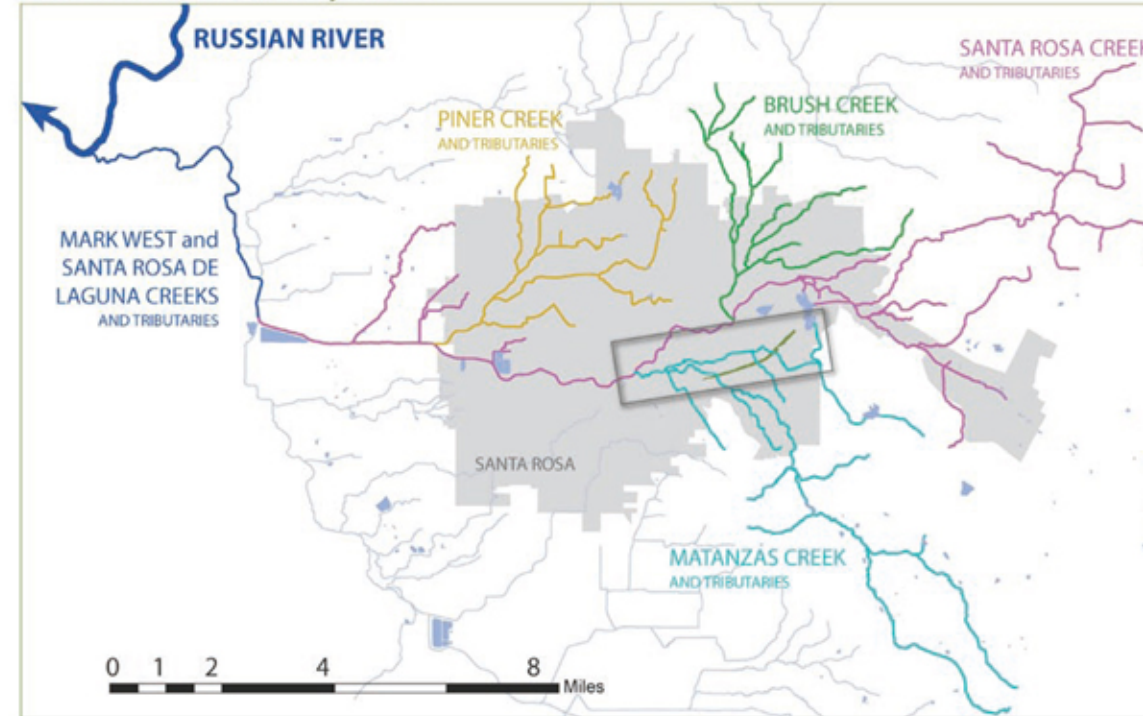 RUSSIAN RIVER
SANTA ROSA CREEK
AND TRIBUTARIES
PINER CREEK
AND TRIBUTARIES
BRUSH CREEK
AND TRIBUTARIES
MARK WEST and
SANTA ROSA DE
LAGUNA CREEKS
AND TRIBUTARIES
SANTA ROSA
MATANZAS CREEK
AND TRIBUTARIES
0 1 2 4 8
Miles